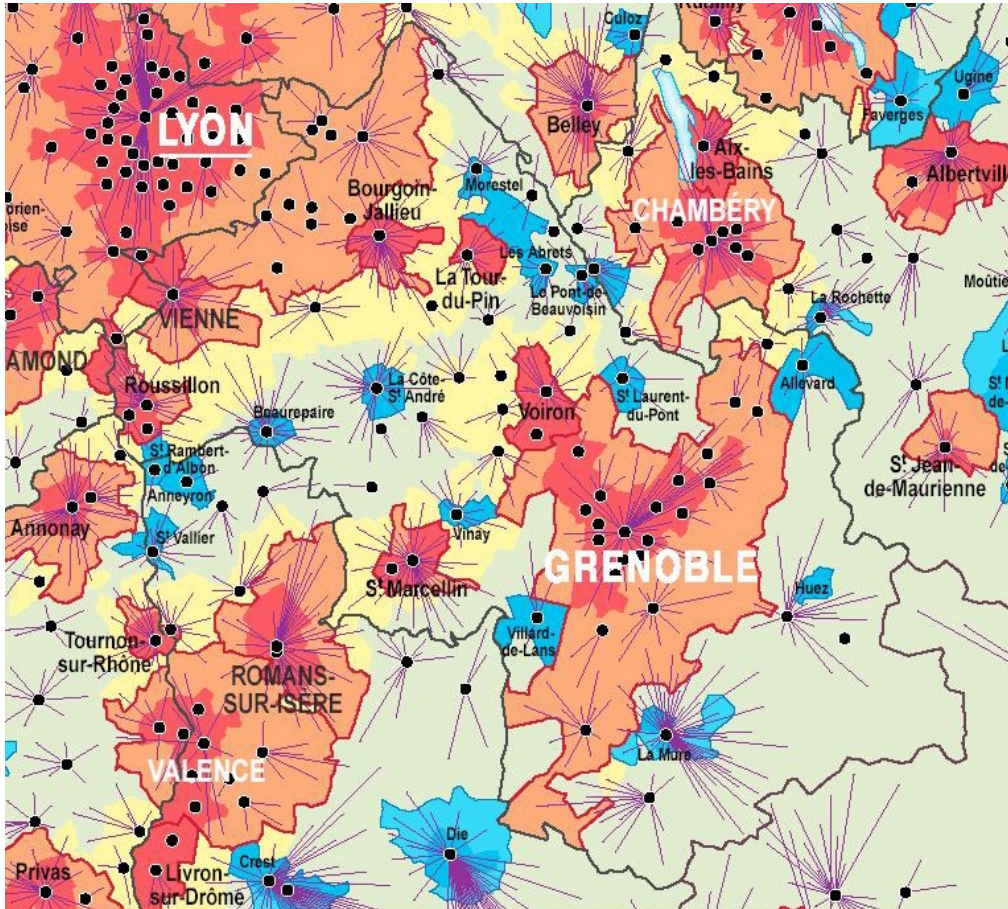 Culoz
Rumilly
Ugine
Faverges
LYON
Belley
Aix-
les-Bains
Albertville
Morestel
Bourgoin-
Jallieu
CHAMBÉRY
Les Abrets
La Tour-
du-Pin
Le Pont-de-
Beauvoisin
La Rochette
VIENNE
AMOND
Roussillon
La Côte-
St André
Allevard
St Laurent-
du-Pont
Beaurepaire
Voiron
St Rambert-
d'Albon
Anneyron
St Jean-
de-Maurienne
Annonay
Vinay
St Vallier
GRENOBLE
St Marcellin
Huez
Tournon-
sur-Rhône
Villard-
de-Lans
ROMANS-
SUR-ISÈRE
La Mure
VALENCE
Die
Crest
Privas
Livron-
sur-Drôme